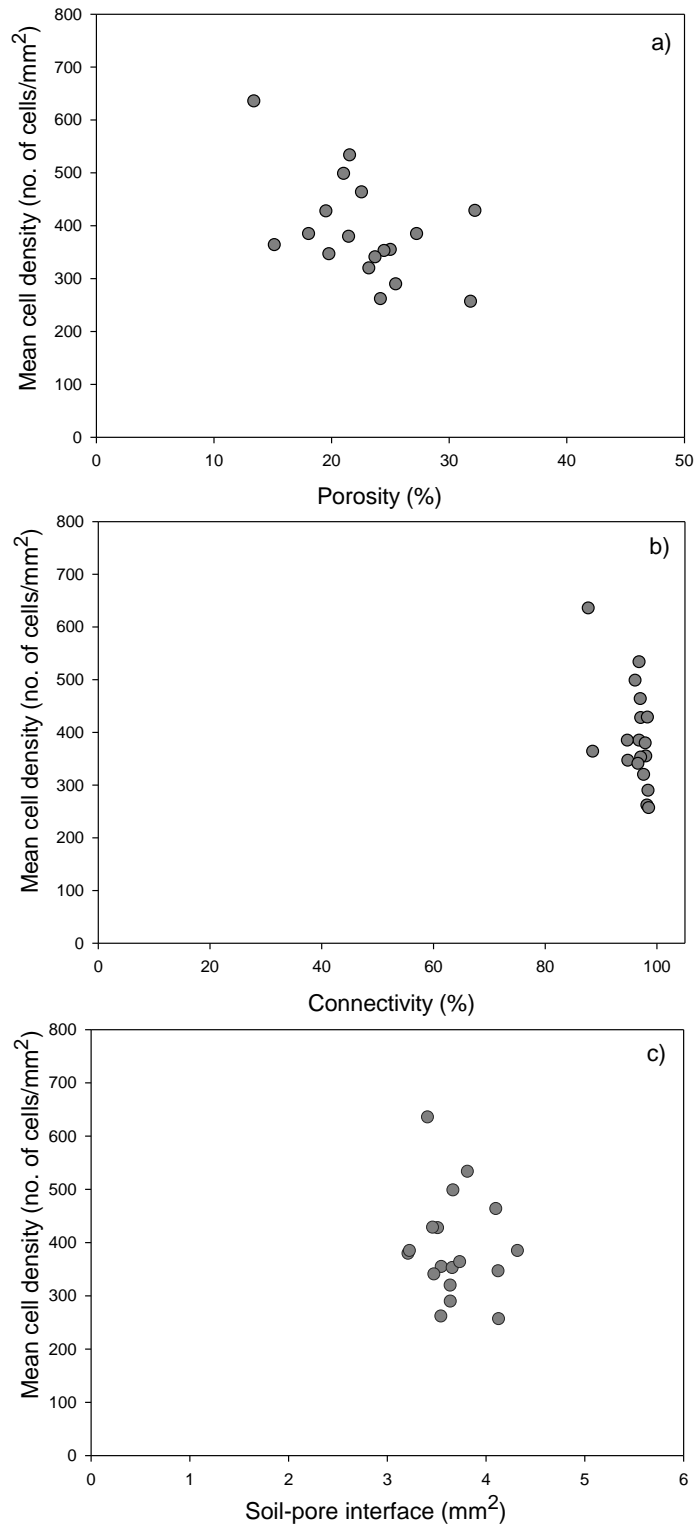 800
a)
700
600
500
400
300
200
100
0
0 10 20 30 40 50
Mean cell density (no. of cells/mm²)
Porosity (%)
800
b)
700
600
500
400
300
200
100
0
0 20 40 60 80 100
Mean cell density (no. of cells/mm²)
Connectivity (%)
800
c)
700
600
500
400
300
200
100
0
0 1 2 3 4 5 6
Mean cell density (no. of cells/mm²)
Soil-pore interface (mm²)